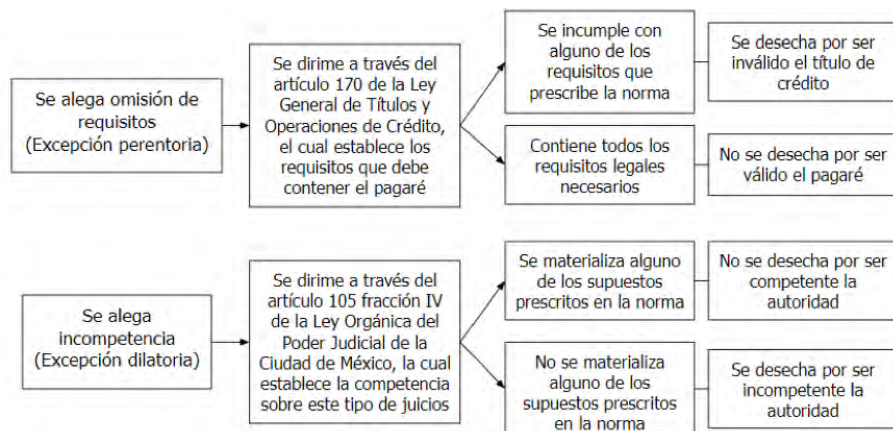 Se alega omisión de
requisitos
(Excepción perentoria)
Se dirime a través del
artículo 170 de la Ley
General de Títulos y
Operaciones de Crédito,
el cual establece los
requisitos que debe
contener el pagaré
Se incumple con
alguno de los
requisitos que
prescribe la norma
Se desecha por ser
inválido el título de
crédito
Contiene todos los
requisitos legales
necesarios
No se desecha por ser
válido el pagaré
Se alega
incompetencia
(Excepción dilatoria)
Se dirime a través del
artículo 105 fracción IV
de la Ley Orgánica del
Poder Judicial de la
Ciudad de México, la cual
establece la competencia
sobre este tipo de juicios
Se materializa alguno
de los supuestos
prescritos en la norma
No se desecha por ser
competente la
autoridad
No se materializa
alguno de los
supuestos prescritos
en la norma
Se desecha por ser
incompetente la
autoridad